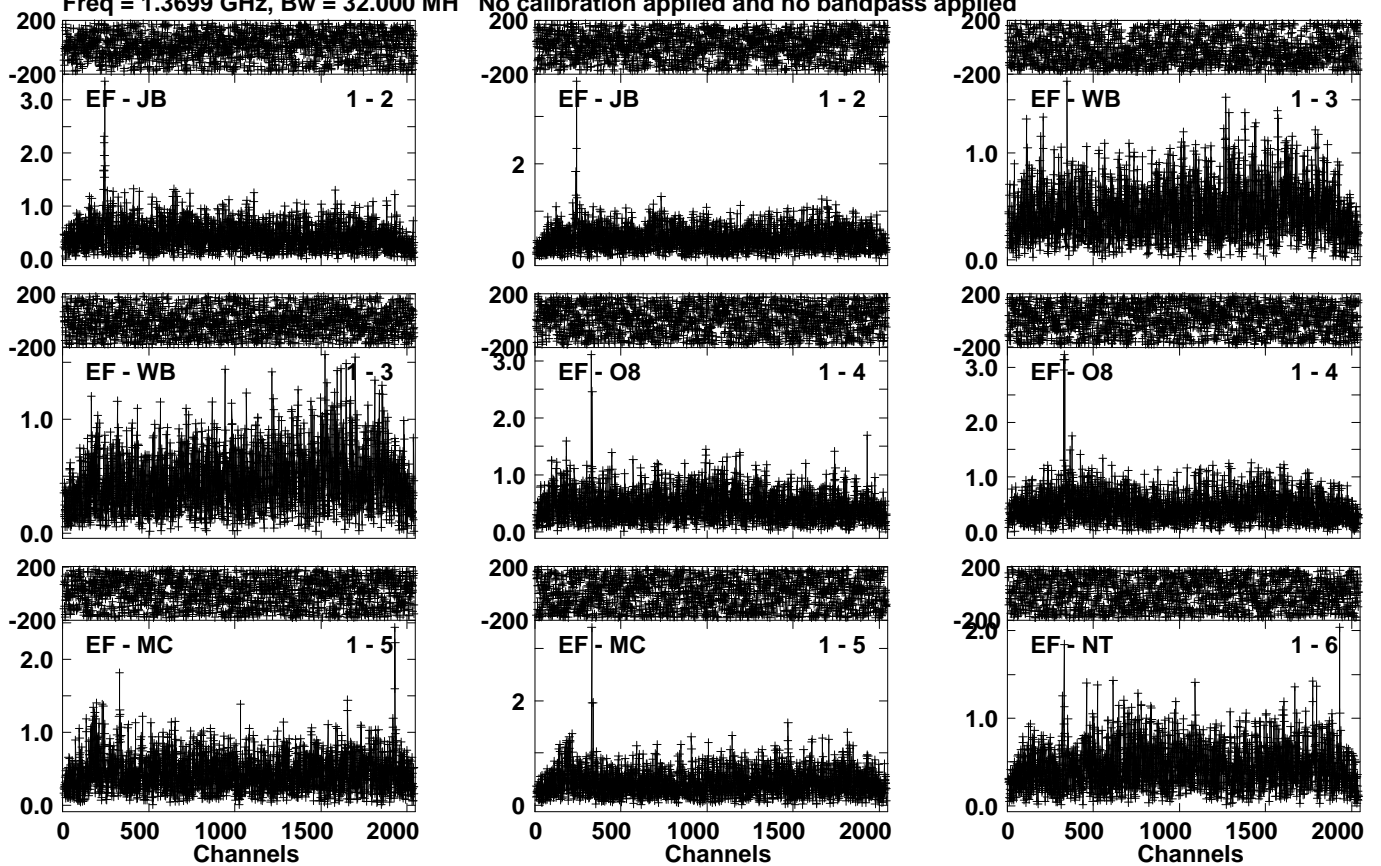 Freq = 1.3699 GHz, Bw = 32.000 MH   No calibration applied and no bandpass applied
200 200 200
-200 -200 -200
EF - JB 1 - 2 EF - JB 1 - 2 EF - WB 1 - 3
3.0
2.0 2 1.0
1.0
0.0 0 0.0
200 200 200
-200 -200 -200
EF - WB 1 - 3 EF - O8 1 - 4 EF - O8 1 - 4
3.0 3.0
1.0 2.0 2.0
1.0 1.0
0.0 0.0 0.0
200 200 200
-200 -200 -200
EF - MC 1 - 5 EF - MC 1 - 5 EF - NT 1 - 6
2.0 2 2.0
1.0 1.0
0.0 0 0.0
0 500 1000 1500 2000 0 500 1000 1500 2000 0 500 1000 1500 2000
Channels Channels Channels